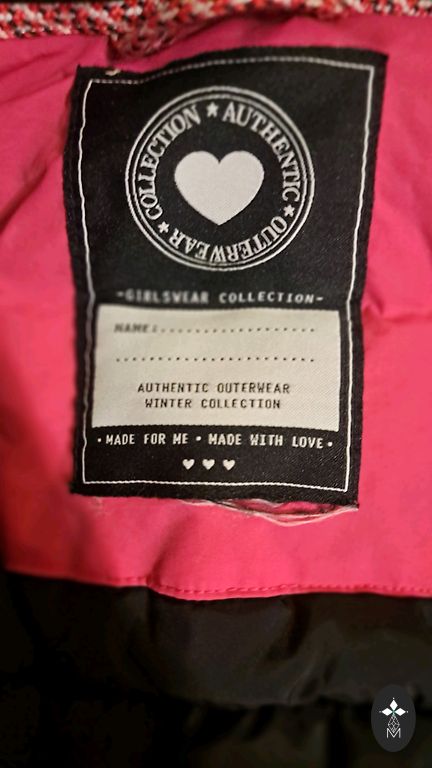 ★ AUTHENTIC ★ OUTERWEAR ★ COLLECTION
-GIRLSWEAR COLLECTION-
NAME:...................
........................
AUTHENTIC OUTERWEAR
WINTER COLLECTION
• MADE FOR ME • MADE WITH LOVE •
M